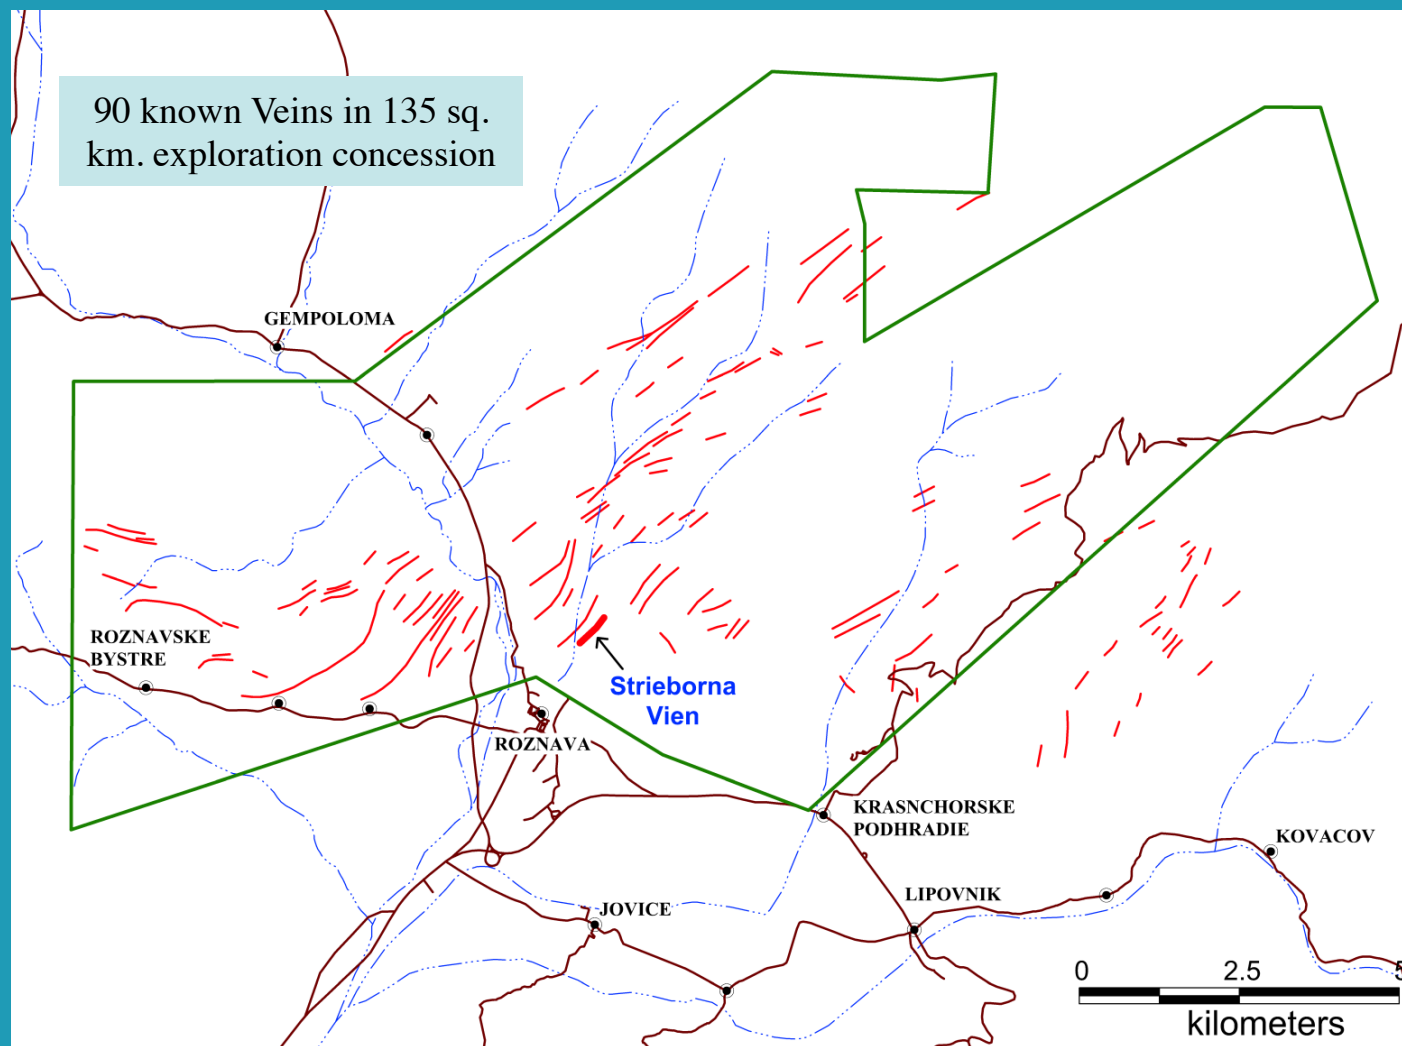 90 known Veins in 135 sq.
km. exploration concession
GEMPOLOMA
ROZNAVSKE
BYSTRE
Strieborna
Vien
ROZNAVA
KRASNCHORSKE
PODHRADIE
KOVACOV
LIPOVNIK
JOVICE
0 2.5 5
kilometers